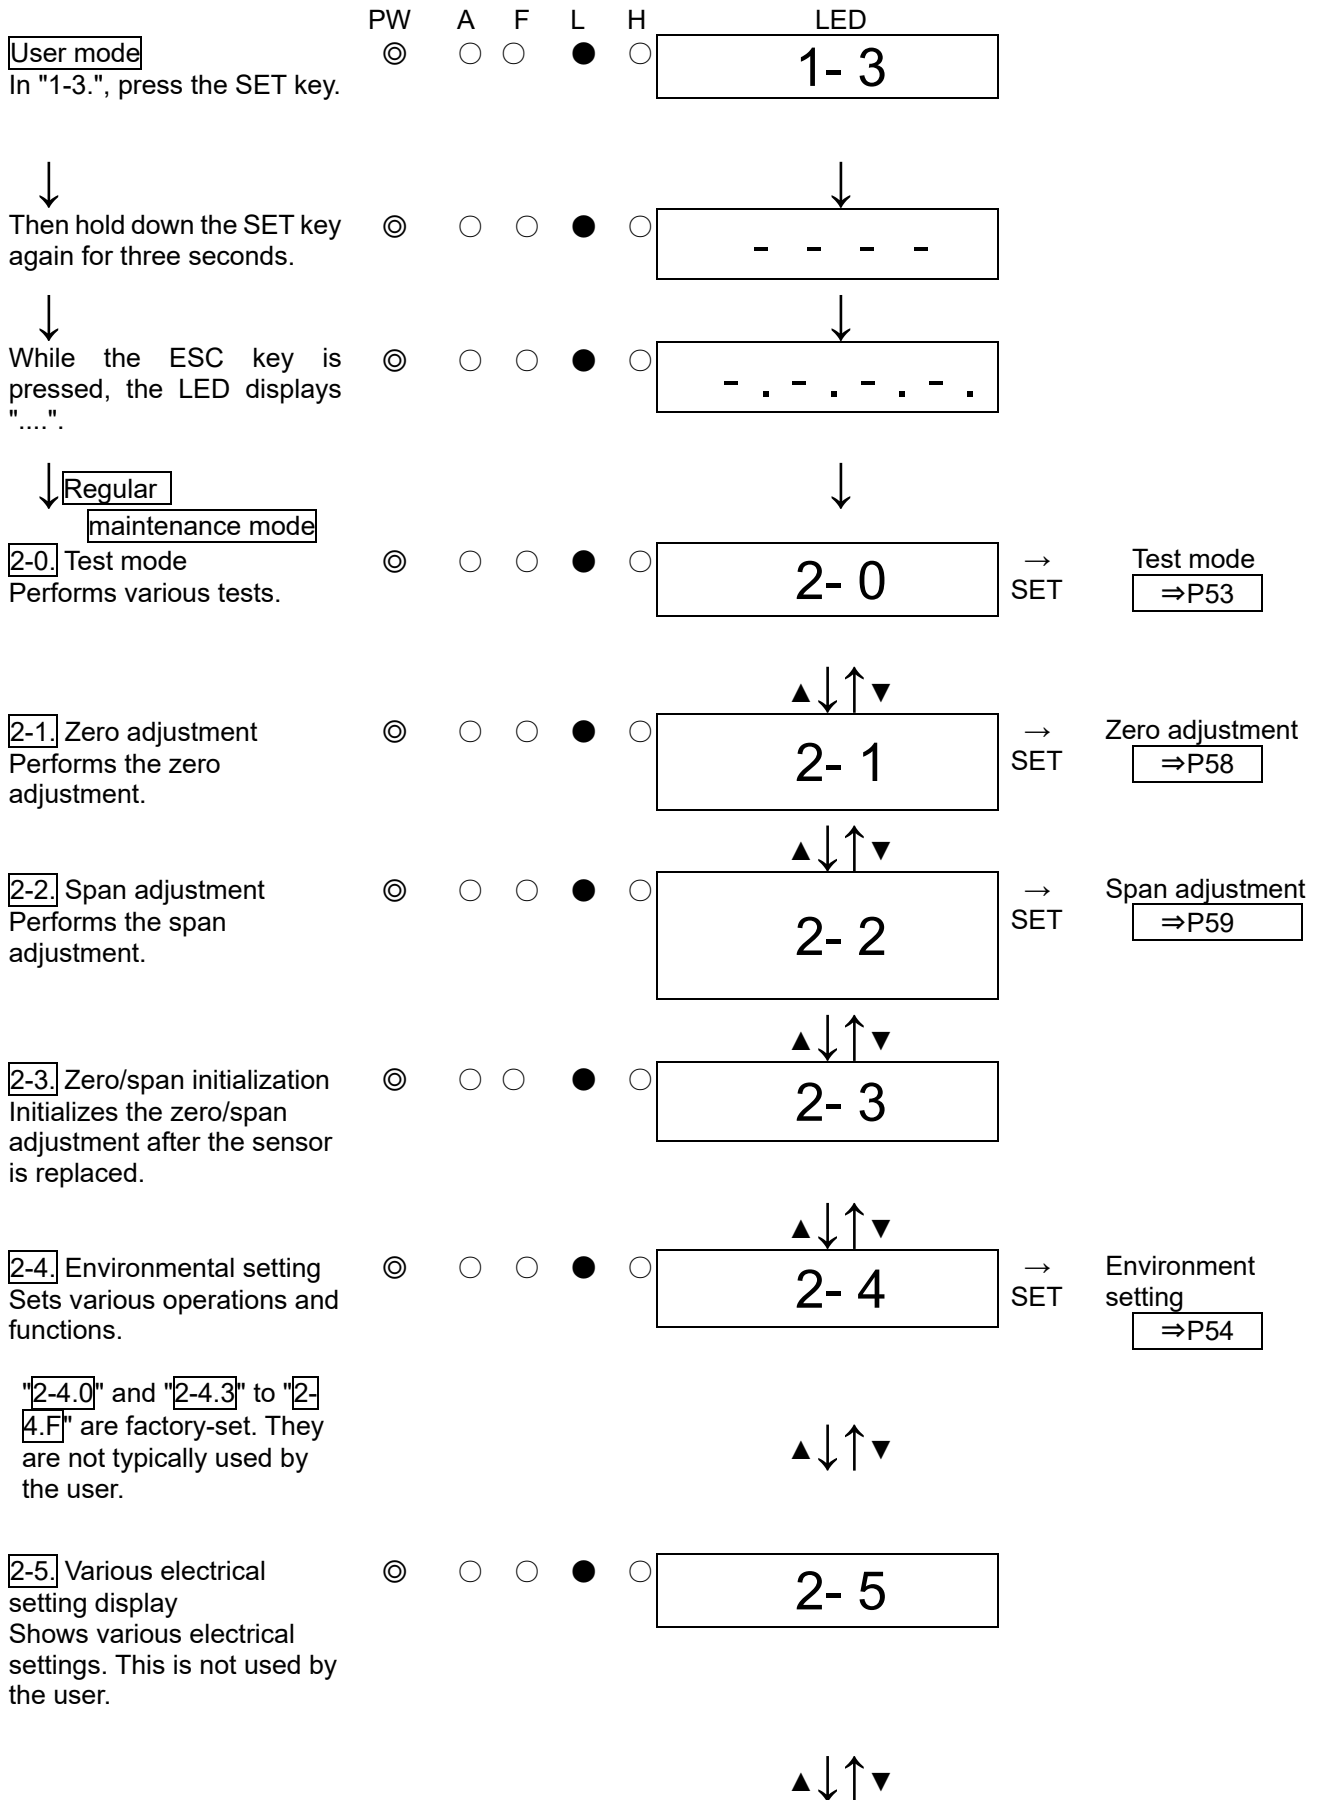 PW A F L H LED
User mode ◎ ○ ○ ● ○ 1- 3
In "1-3.", press the SET key.
↓ ↓
Then hold down the SET key ◎ ○ ○ ● ○ - - - -
again for three seconds.
↓ ↓
While the ESC key is ◎ ○ ○ ● ○ -.-.-.-.
pressed, the LED displays
"....".
↓ Regular ↓
maintenance mode
2-0. Test mode ◎ ○ ○ ● ○ 2- 0 → Test mode
Performs various tests. SET ⇒P53
▲↓↑▼
2-1. Zero adjustment ◎ ○ ○ ● ○ 2- 1 → Zero adjustment
Performs the zero SET ⇒P58
adjustment.
▲↓↑▼
2-2. Span adjustment ◎ ○ ○ ● ○ 2- 2 → Span adjustment
Performs the span SET ⇒P59
adjustment.
▲↓↑▼
2-3. Zero/span initialization ◎ ○ ○ ● ○ 2- 3
Initializes the zero/span
adjustment after the sensor
is replaced.
▲↓↑▼
2-4. Environmental setting ◎ ○ ○ ● ○ 2- 4 → Environment
Sets various operations and SET setting
functions. ⇒P54
"2-4.0" and "2-4.3" to "2-
4.F" are factory-set. They
are not typically used by
the user.
▲↓↑▼
2-5. Various electrical ◎ ○ ○ ● ○ 2- 5
setting display
Shows various electrical
settings. This is not used by
the user.
▲↓↑▼